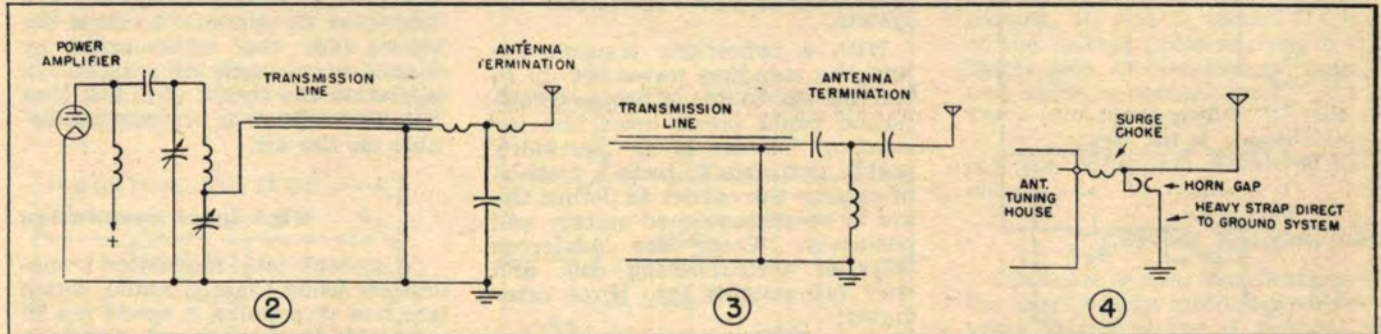 POWER
AMPLIFIER
TRANSMISSION
LINE
ANTENNA
TERMINATION
2
TRANSMISSION
LINE
ANTENNA
TERMINATION
3
ANT.
TUNING
HOUSE
SURGE
CHOKE
HORN GAP
HEAVY STRAP DIRECT
TO GROUND SYSTEM
4